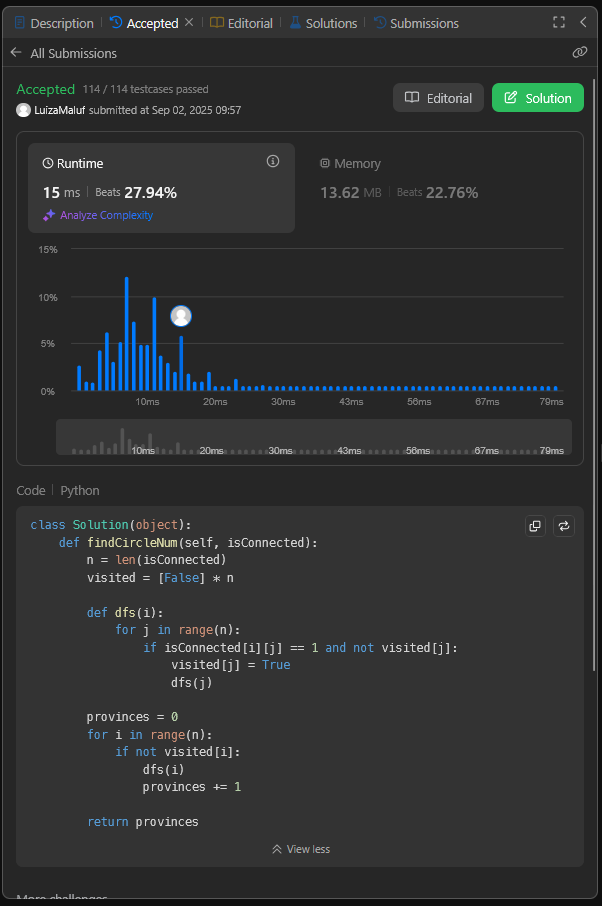 Description Accepted Editorial Solutions Submissions
All Submissions
Accepted 114 / 114 testcases passed
LuizaMaluf submitted at Sep 02, 2025 09:57
Editorial
Solution
Runtime
15 ms Beats 27.94%
Analyze Complexity
Memory
13.62 MB Beats 22.76%
15%
10%
5%
0%
10ms 20ms 30ms 43ms 56ms 67ms 79ms
10ms 20ms 30ms 43ms 56ms 67ms 79ms
Code Python
class Solution(object):
    def findCircleNum(self, isConnected):
        n = len(isConnected)
        visited = [False] * n

        def dfs(i):
            for j in range(n):
                if isConnected[i][j] == 1 and not visited[j]:
                    visited[j] = True
                    dfs(j)

        provinces = 0
        for i in range(n):
            if not visited[i]:
                dfs(i)
                provinces += 1

        return provinces
View less
More challenges